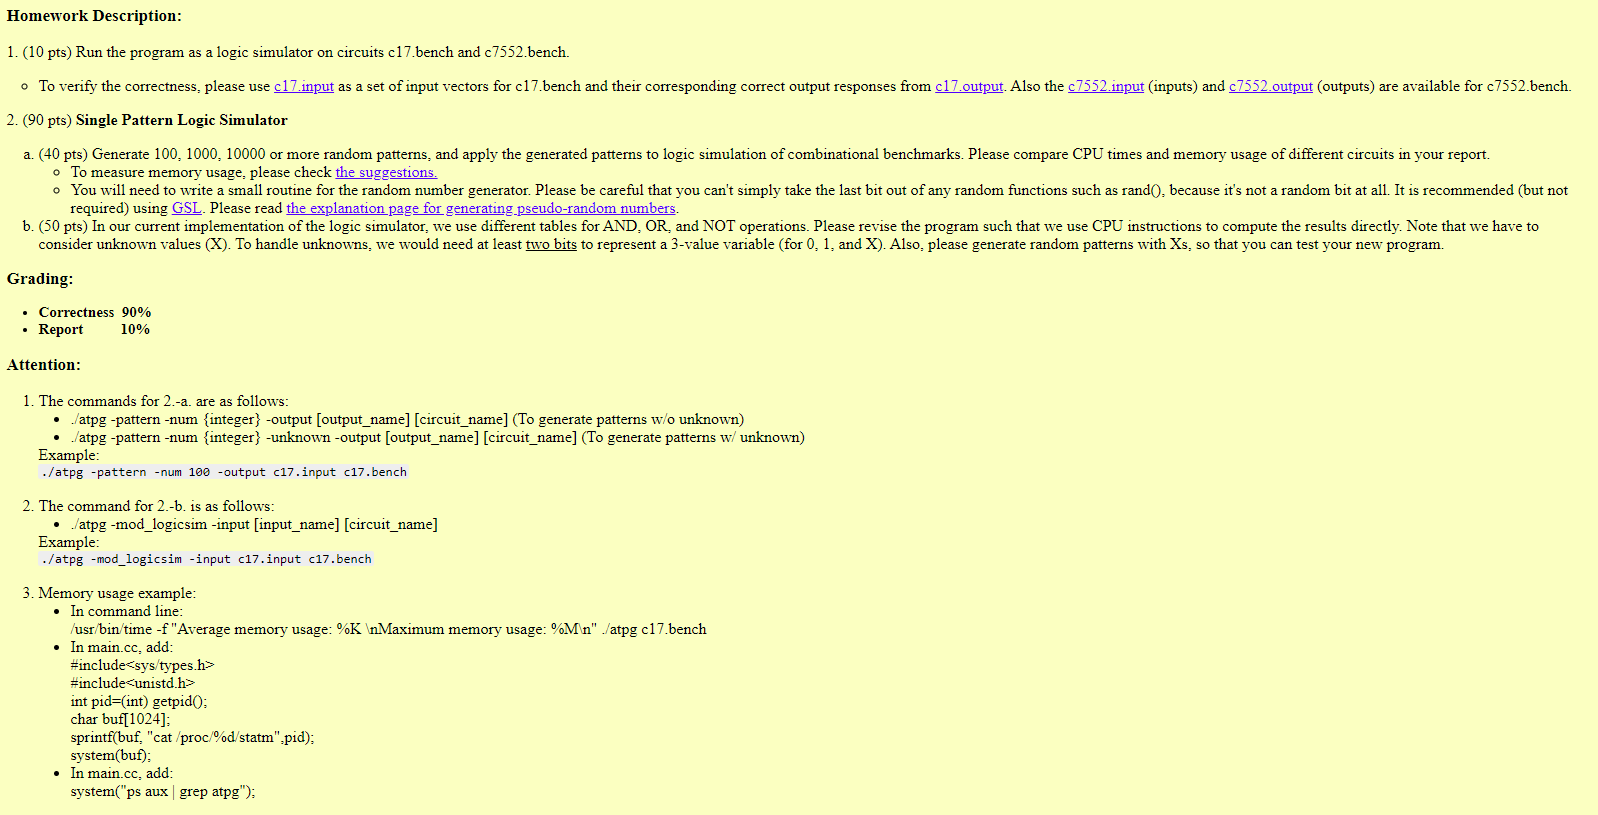 Homework Description:
1. (10 pts) Run the program as a logic simulator on circuits c17.bench and c7552.bench.
To verify the correctness, please use c17.input as a set of input vectors for c17.bench and their corresponding correct output responses from c17.output. Also the c7552.input (inputs) and c7552.output (outputs) are available for c7552.bench.
2. (90 pts) Single Pattern Logic Simulator
a. (40 pts) Generate 100, 1000, 10000 or more random patterns, and apply the generated patterns to logic simulation of combinational benchmarks. Please compare CPU times and memory usage of different circuits in your report.
To measure memory usage, please check the suggestions.
You will need to write a small routine for the random number generator. Please be careful that you can't simply take the last bit out of any random functions such as rand(), because it's not a random bit at all. It is recommended (but not
required) using GSL. Please read the explanation page for generating pseudo-random numbers.
b. (50 pts) In our current implementation of the logic simulator, we use different tables for AND, OR, and NOT operations. Please revise the program such that we use CPU instructions to compute the results directly. Note that we have to
consider unknown values (X). To handle unknowns, we would need at least two bits to represent a 3-value variable (for 0, 1, and X). Also, please generate random patterns with Xs, so that you can test your new program.
Grading:
• Correctness 90%
• Report 10%
Attention:
1. The commands for 2.-a. are as follows:
• ./atpg -pattern -num {integer} -output [output_name] [circuit_name] (To generate patterns w/o unknown)
• ./atpg -pattern -num {integer} -unknown -output [output_name] [circuit_name] (To generate patterns w/ unknown)
Example:
./atpg -pattern -num 100 -output c17.input c17.bench
2. The command for 2.-b. is as follows:
• ./atpg -mod_logicsim -input [input_name] [circuit_name]
Example:
./atpg -mod_logicsim -input c17.input c17.bench
3. Memory usage example:
• In command line:
/usr/bin/time -f "Average memory usage: %K \nMaximum memory usage: %M\n" ./atpg c17.bench
• In main.cc, add:
#include<sys/types.h>
#include<unistd.h>
int pid=(int) getpid();
char buf[1024];
sprintf(buf, "cat /proc/%d/statm",pid);
system(buf);
• In main.cc, add:
system("ps aux | grep atpg");